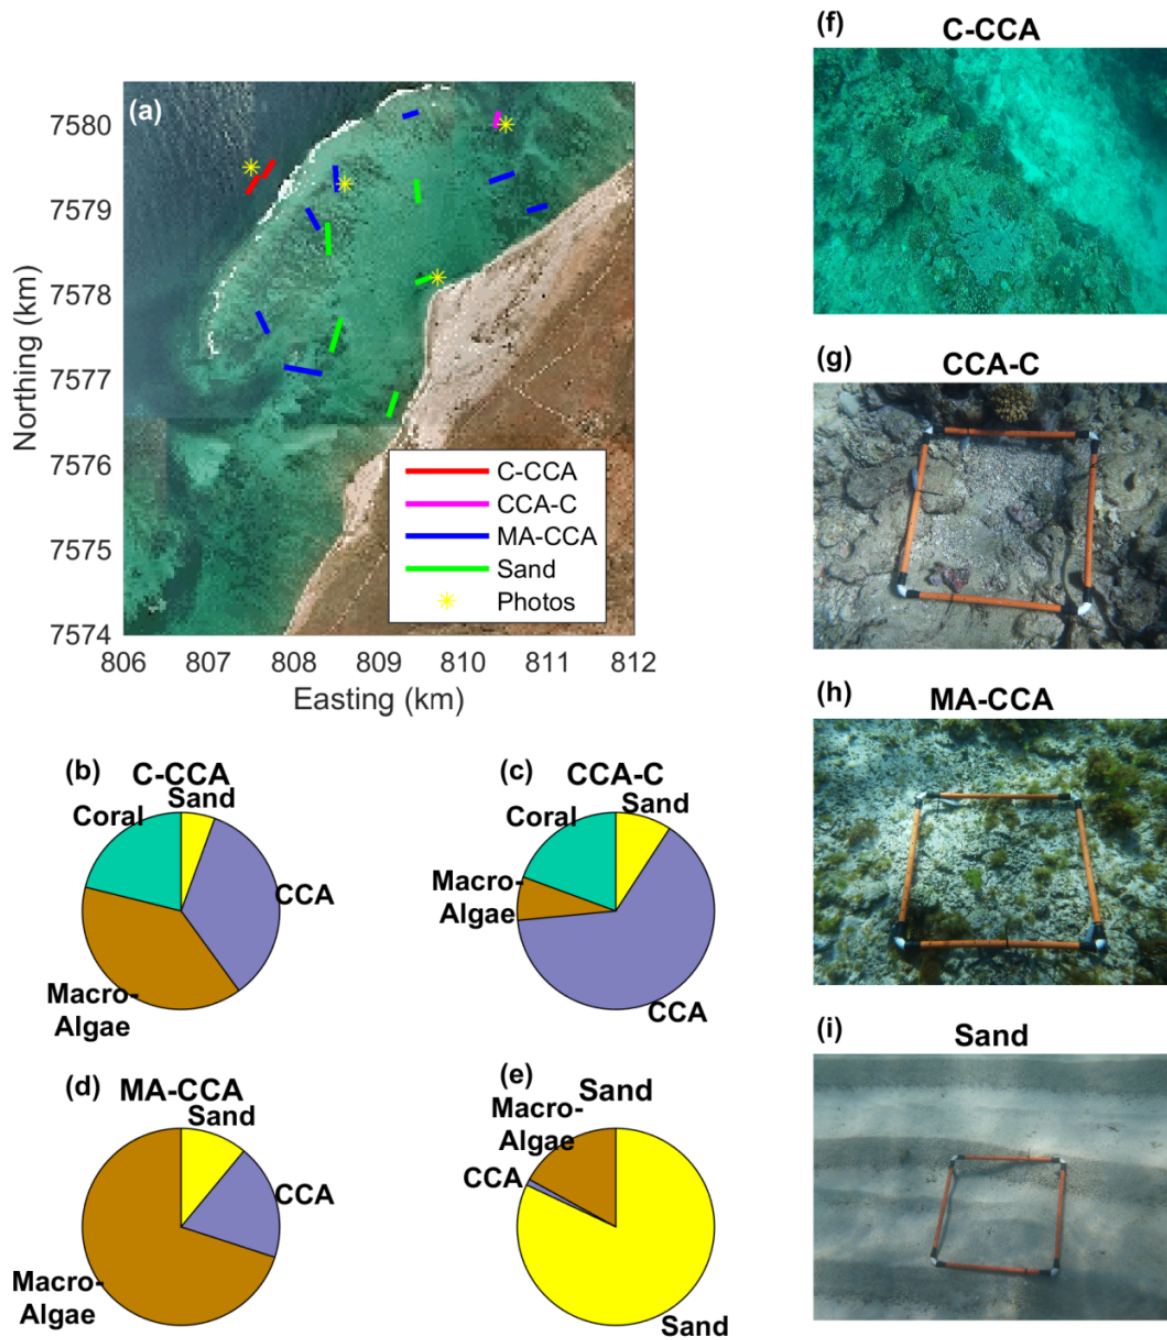 (a)
7580
7579
7578
7577
7576
7575
7574
Northing (km)
806 807 808 809 810 811 812
Easting (km)
C-CCA
CCA-C
MA-CCA
Sand
Photos
(b)
C-CCA
Sand
Coral
CCA
Macro-
Algae
(c)
CCA-C
Sand
Coral
Macro-
Algae
CCA
(d)
MA-CCA
Sand
CCA
Macro-
Algae
(e)
Sand
Macro-
Algae
CCA
Sand
(f)
C-CCA
(g)
CCA-C
(h)
MA-CCA
(i)
Sand